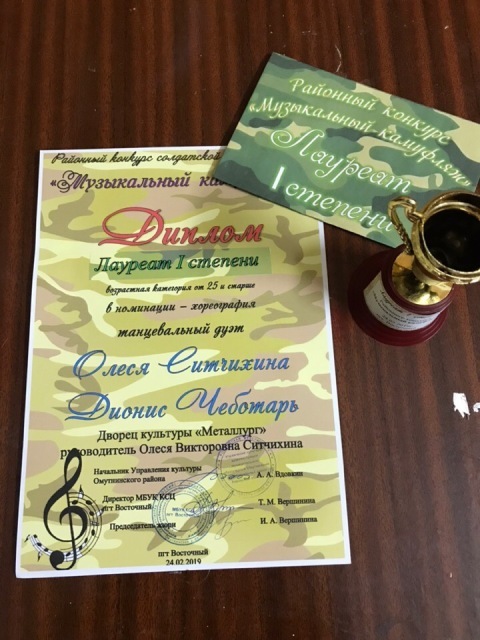 Районный конкурс солдатской
«Музыкальный
Диплом
Лауреат I степени
возрастная категория от 25 и старше
в номинации – хореография
танцевальный дуэт
Олеся Ситчихина
Дионис Чеботарь
Дворец культуры «Металлург»
руководитель Олеся Викторовна Ситчихина
Начальник Управления культуры
Омутнинского района
А. А. Вдовкин
Директор МБУК КСЦ
пгт Восточный
Т. М. Вершинина
Председатель жюри
И. А. Вершинина
пгт Восточный
24.02.2019
Районный конкурс
«Музыкальный камуфляж»
Лауреат
I степени